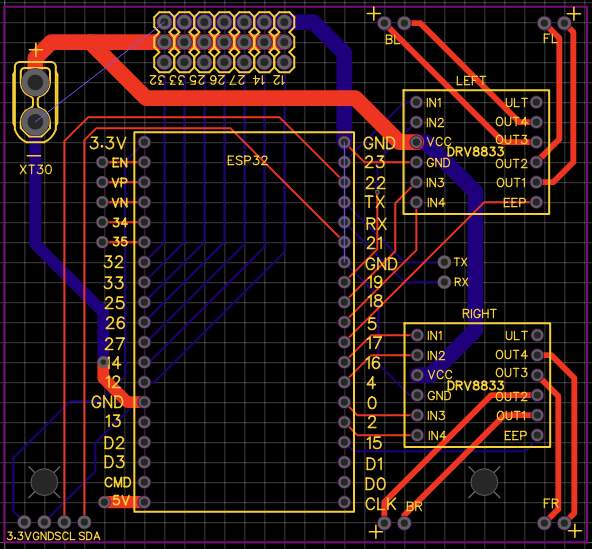 + BL FL +
+
32 33 25 26 27 14 12
XT30
−
ESP32
3.3V
EN
VP
VN
34
35
32
33
25
26
27
14
12
GND
13
D2
D3
CMD
5V
GND
23
22
TX
RX
21
GND
19
18
5
17
16
4
0
2
15
D1
D0
CLK
LEFT
DRV8833
IN1 ULT
IN2 OUT4
VCC OUT3
GND OUT2
IN3 OUT1
IN4 EEP
TX
RX
RIGHT
DRV8833
IN1 ULT
IN2 OUT4
VCC OUT3
GND OUT2
IN3 OUT1
IN4 EEP
BR FR
+ +
3.3V GND SCL SDA